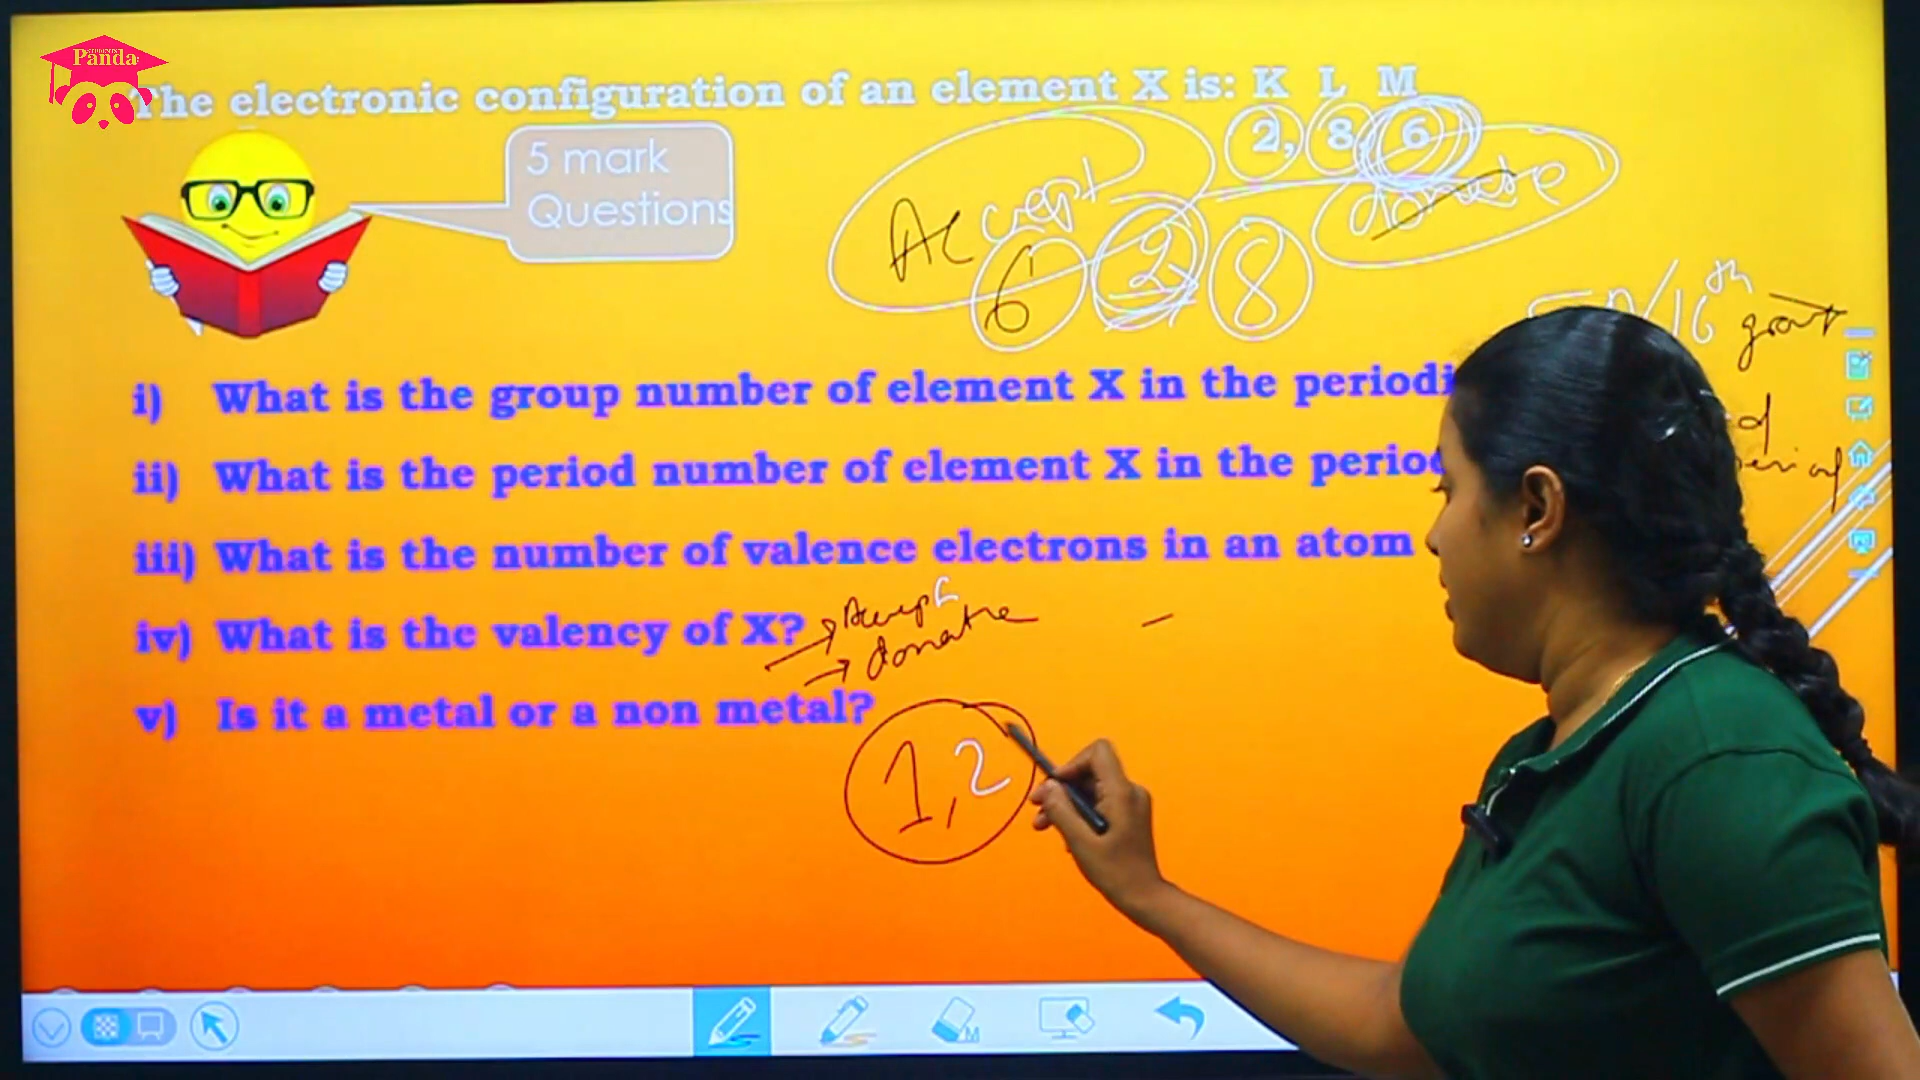 STUDENTS
Panda
The electronic configuration of an element X is: K L M
2, 8, 6
5 mark
Questions
Accept
donate
6 2 8
16th
group
i) What is the group number of element X in the periodi
ii) What is the period number of element X in the period
iii) What is the number of valence electrons in an atom
iv) What is the valency of X?
Accept
donate
v) Is it a metal or a non metal?
1, 2
M